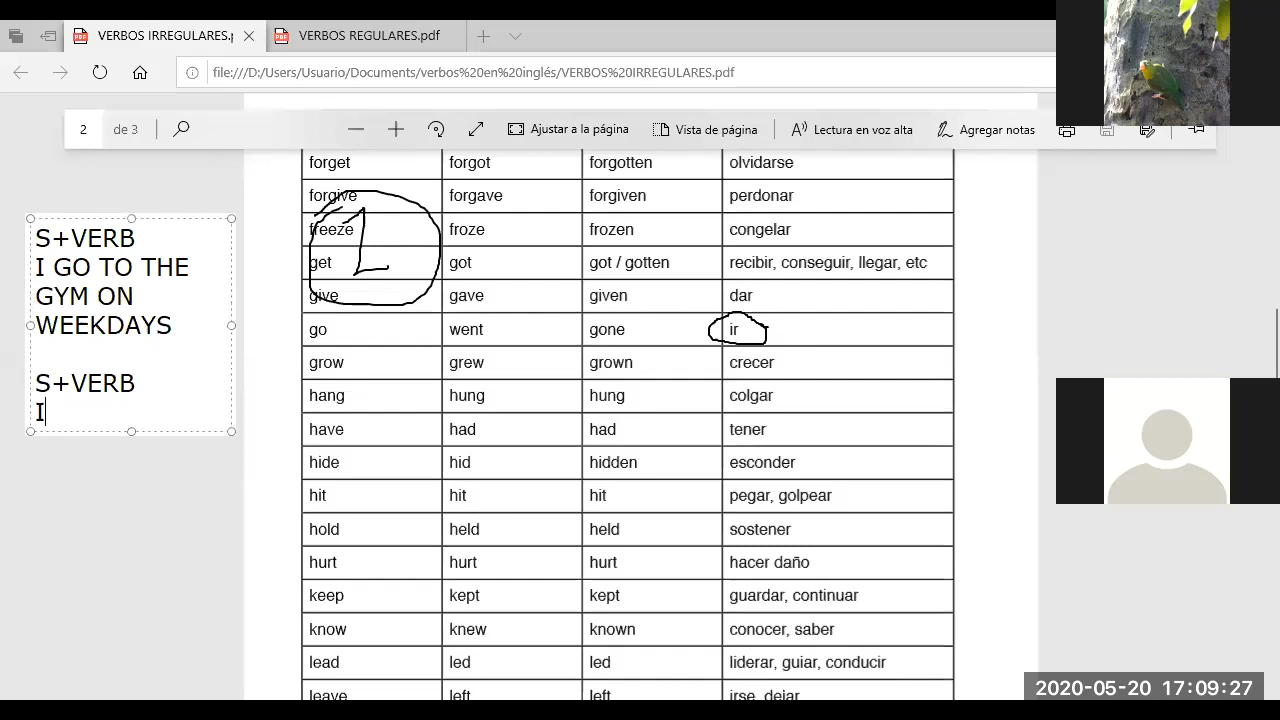 VERBOS IRREGULARES.p
VERBOS REGULARES.pdf
file:///D:/Users/Usuario/Documents/verbos%20en%20inglés/VERBOS%20IRREGULARES.pdf
2 de 3
Ajustar a la página
Vista de página
Lectura en voz alta
Agregar notas
S+VERB
I GO TO THE
GYM ON
WEEKDAYS
S+VERB
I
forget forgot forgotten olvidarse
forgive forgave forgiven perdonar
freeze froze frozen congelar
get got got / gotten recibir, conseguir, llegar, etc
give gave given dar
go went gone ir
grow grew grown crecer
hang hung hung colgar
have had had tener
hide hid hidden esconder
hit hit hit pegar, golpear
hold held held sostener
hurt hurt hurt hacer daño
keep kept kept guardar, continuar
know knew known conocer, saber
lead led led liderar, guiar, conducir
leave left left irse, dejar
1
2020-05-20 17:09:27